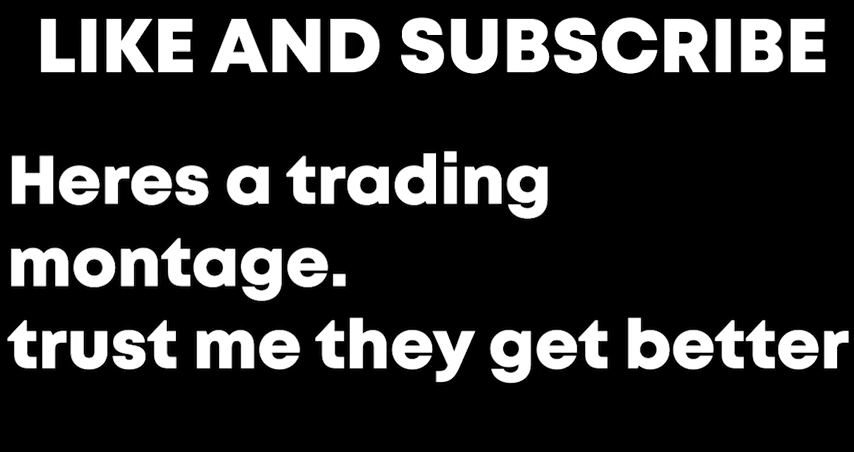 LIKE AND SUBSCRIBE
Heres a trading
montage.
trust me they get better